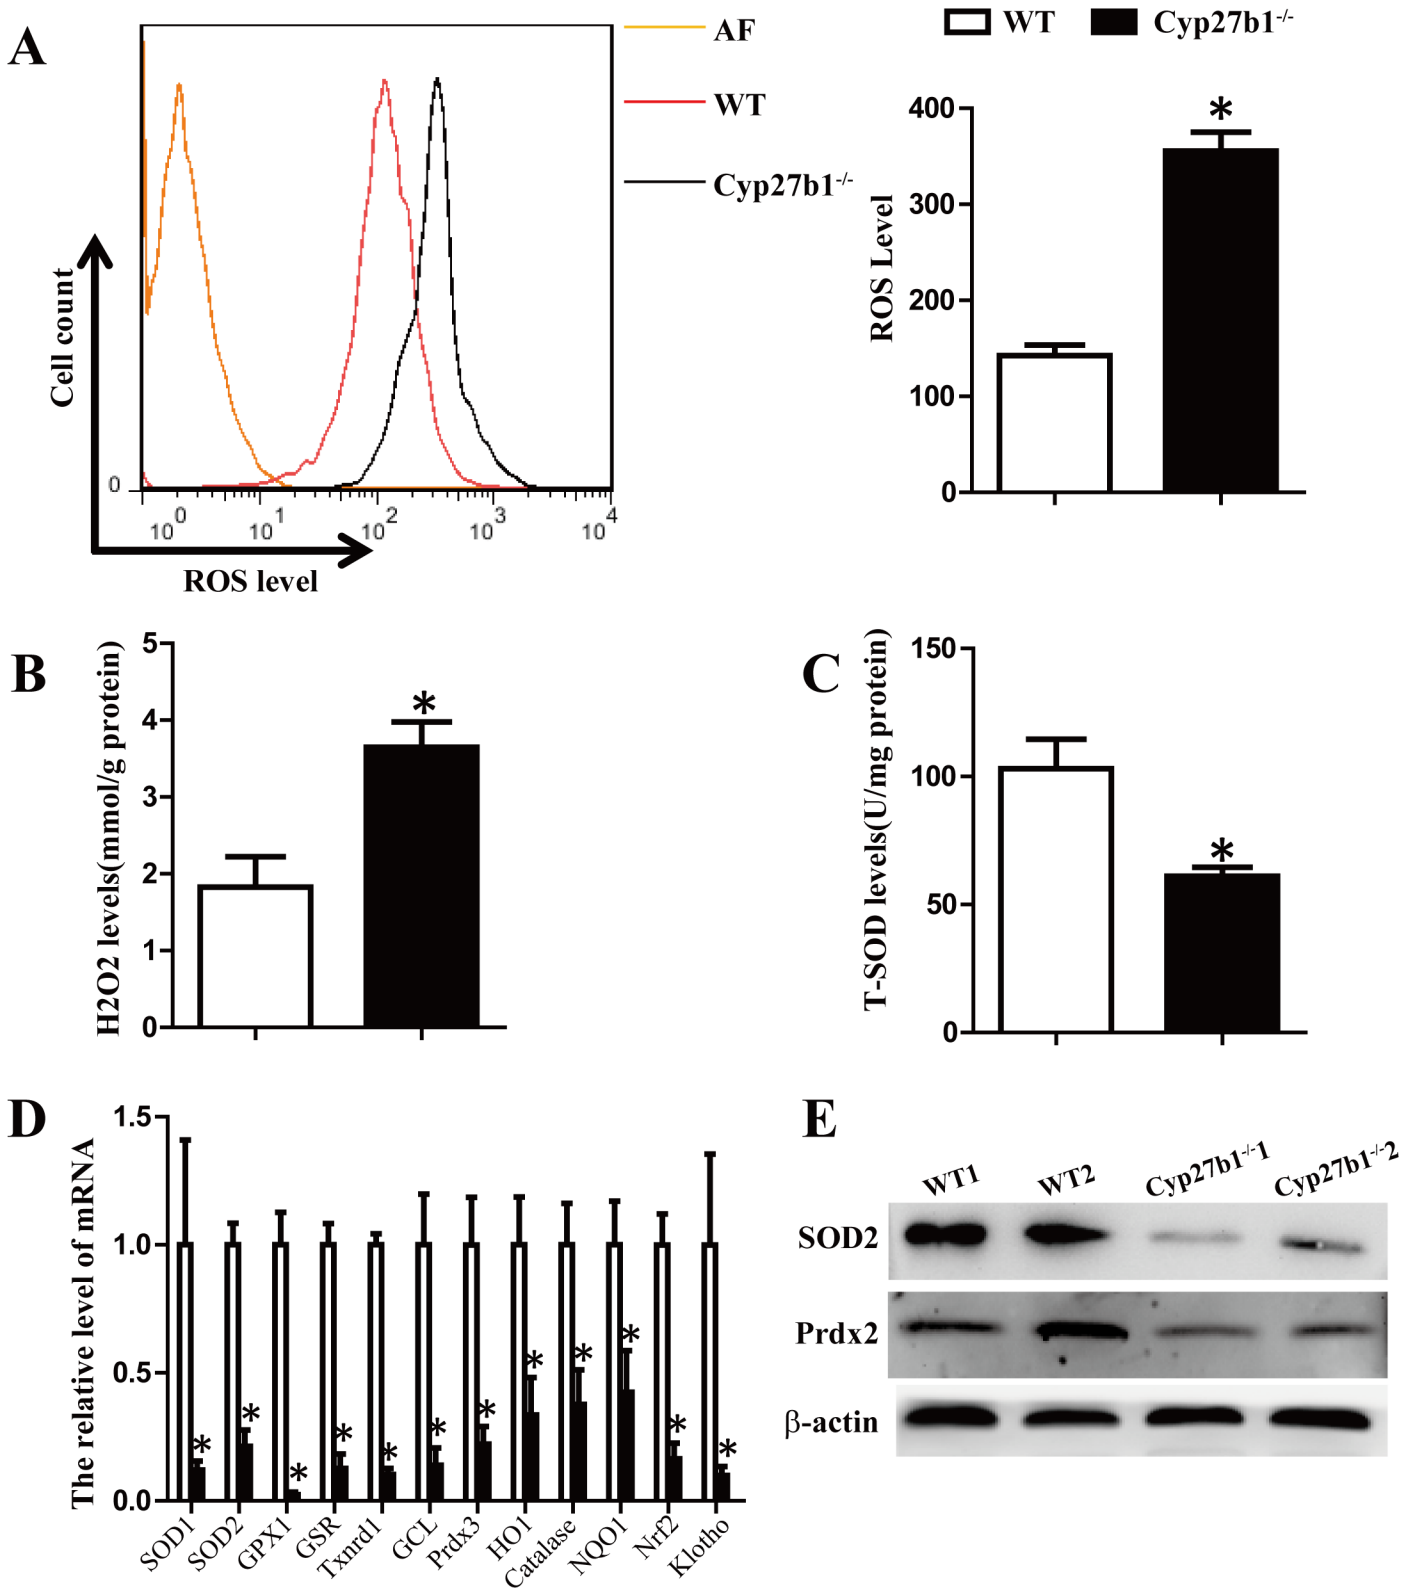 A
AF
WT
Cyp27b1-/-
Cell count
0
10^0 10^1 10^2 10^3 10^4
ROS level
WT Cyp27b1-/-
ROS Level
400
300
200
100
0
*
B
H2O2 levels(mmol/g protein)
5
4
3
2
1
0
*
C
T-SOD levels(U/mg protein)
150
100
50
0
*
D
The relative level of mRNA
1.5
1.0
0.5
0.0
* * * * * * * * * * * *
SOD1 SOD2 GPX1 GSR Txnrd1 GCL Prdx3 HO1 Catalase NQO1 Nrf2 Klotho
E
WT1 WT2 Cyp27b1-/-1 Cyp27b1-/-2
SOD2
Prdx2
β-actin